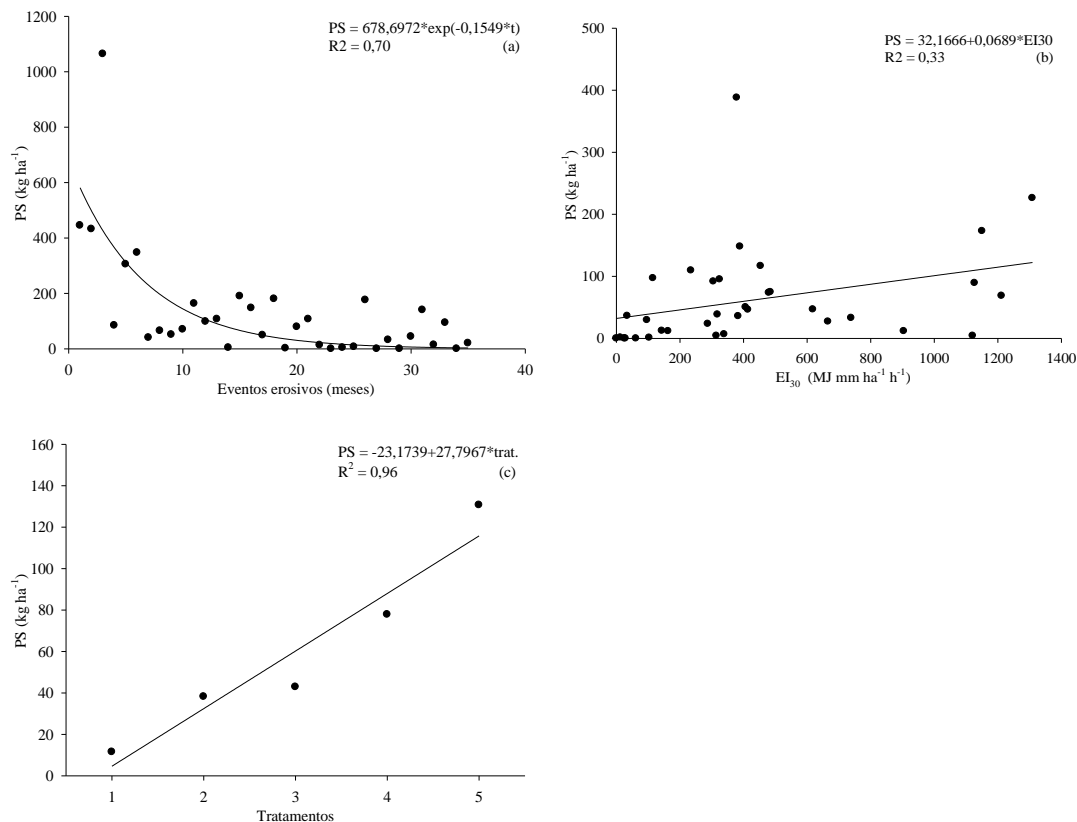 PS = 678,6972*exp(-0,1549*t)
R2 = 0,70 (a)
1200
1000
800
600
400
200
0
PS (kg ha-1)
0 10 20 30 40
Eventos erosivos (meses)
PS = 32,1666+0,0689*EI30
R2 = 0,33 (b)
500
400
300
200
100
0
PS (kg ha-1)
0 200 400 600 800 1000 1200 1400
EI30 (MJ mm ha-1 h-1)
PS = -23,1739+27,7967*trat.
R2 = 0,96 (c)
160
140
120
100
80
60
40
20
0
PS (kg ha-1)
1 2 3 4 5
Tratamentos